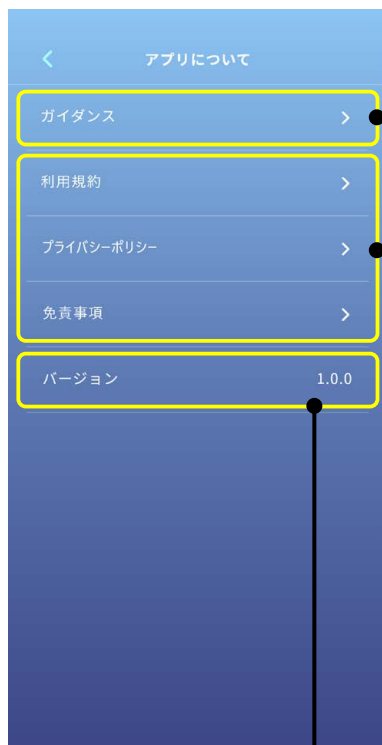 アプリについて
ガイダンス
利用規約
プライバシーポリシー
免責事項
バージョン 1.0.0